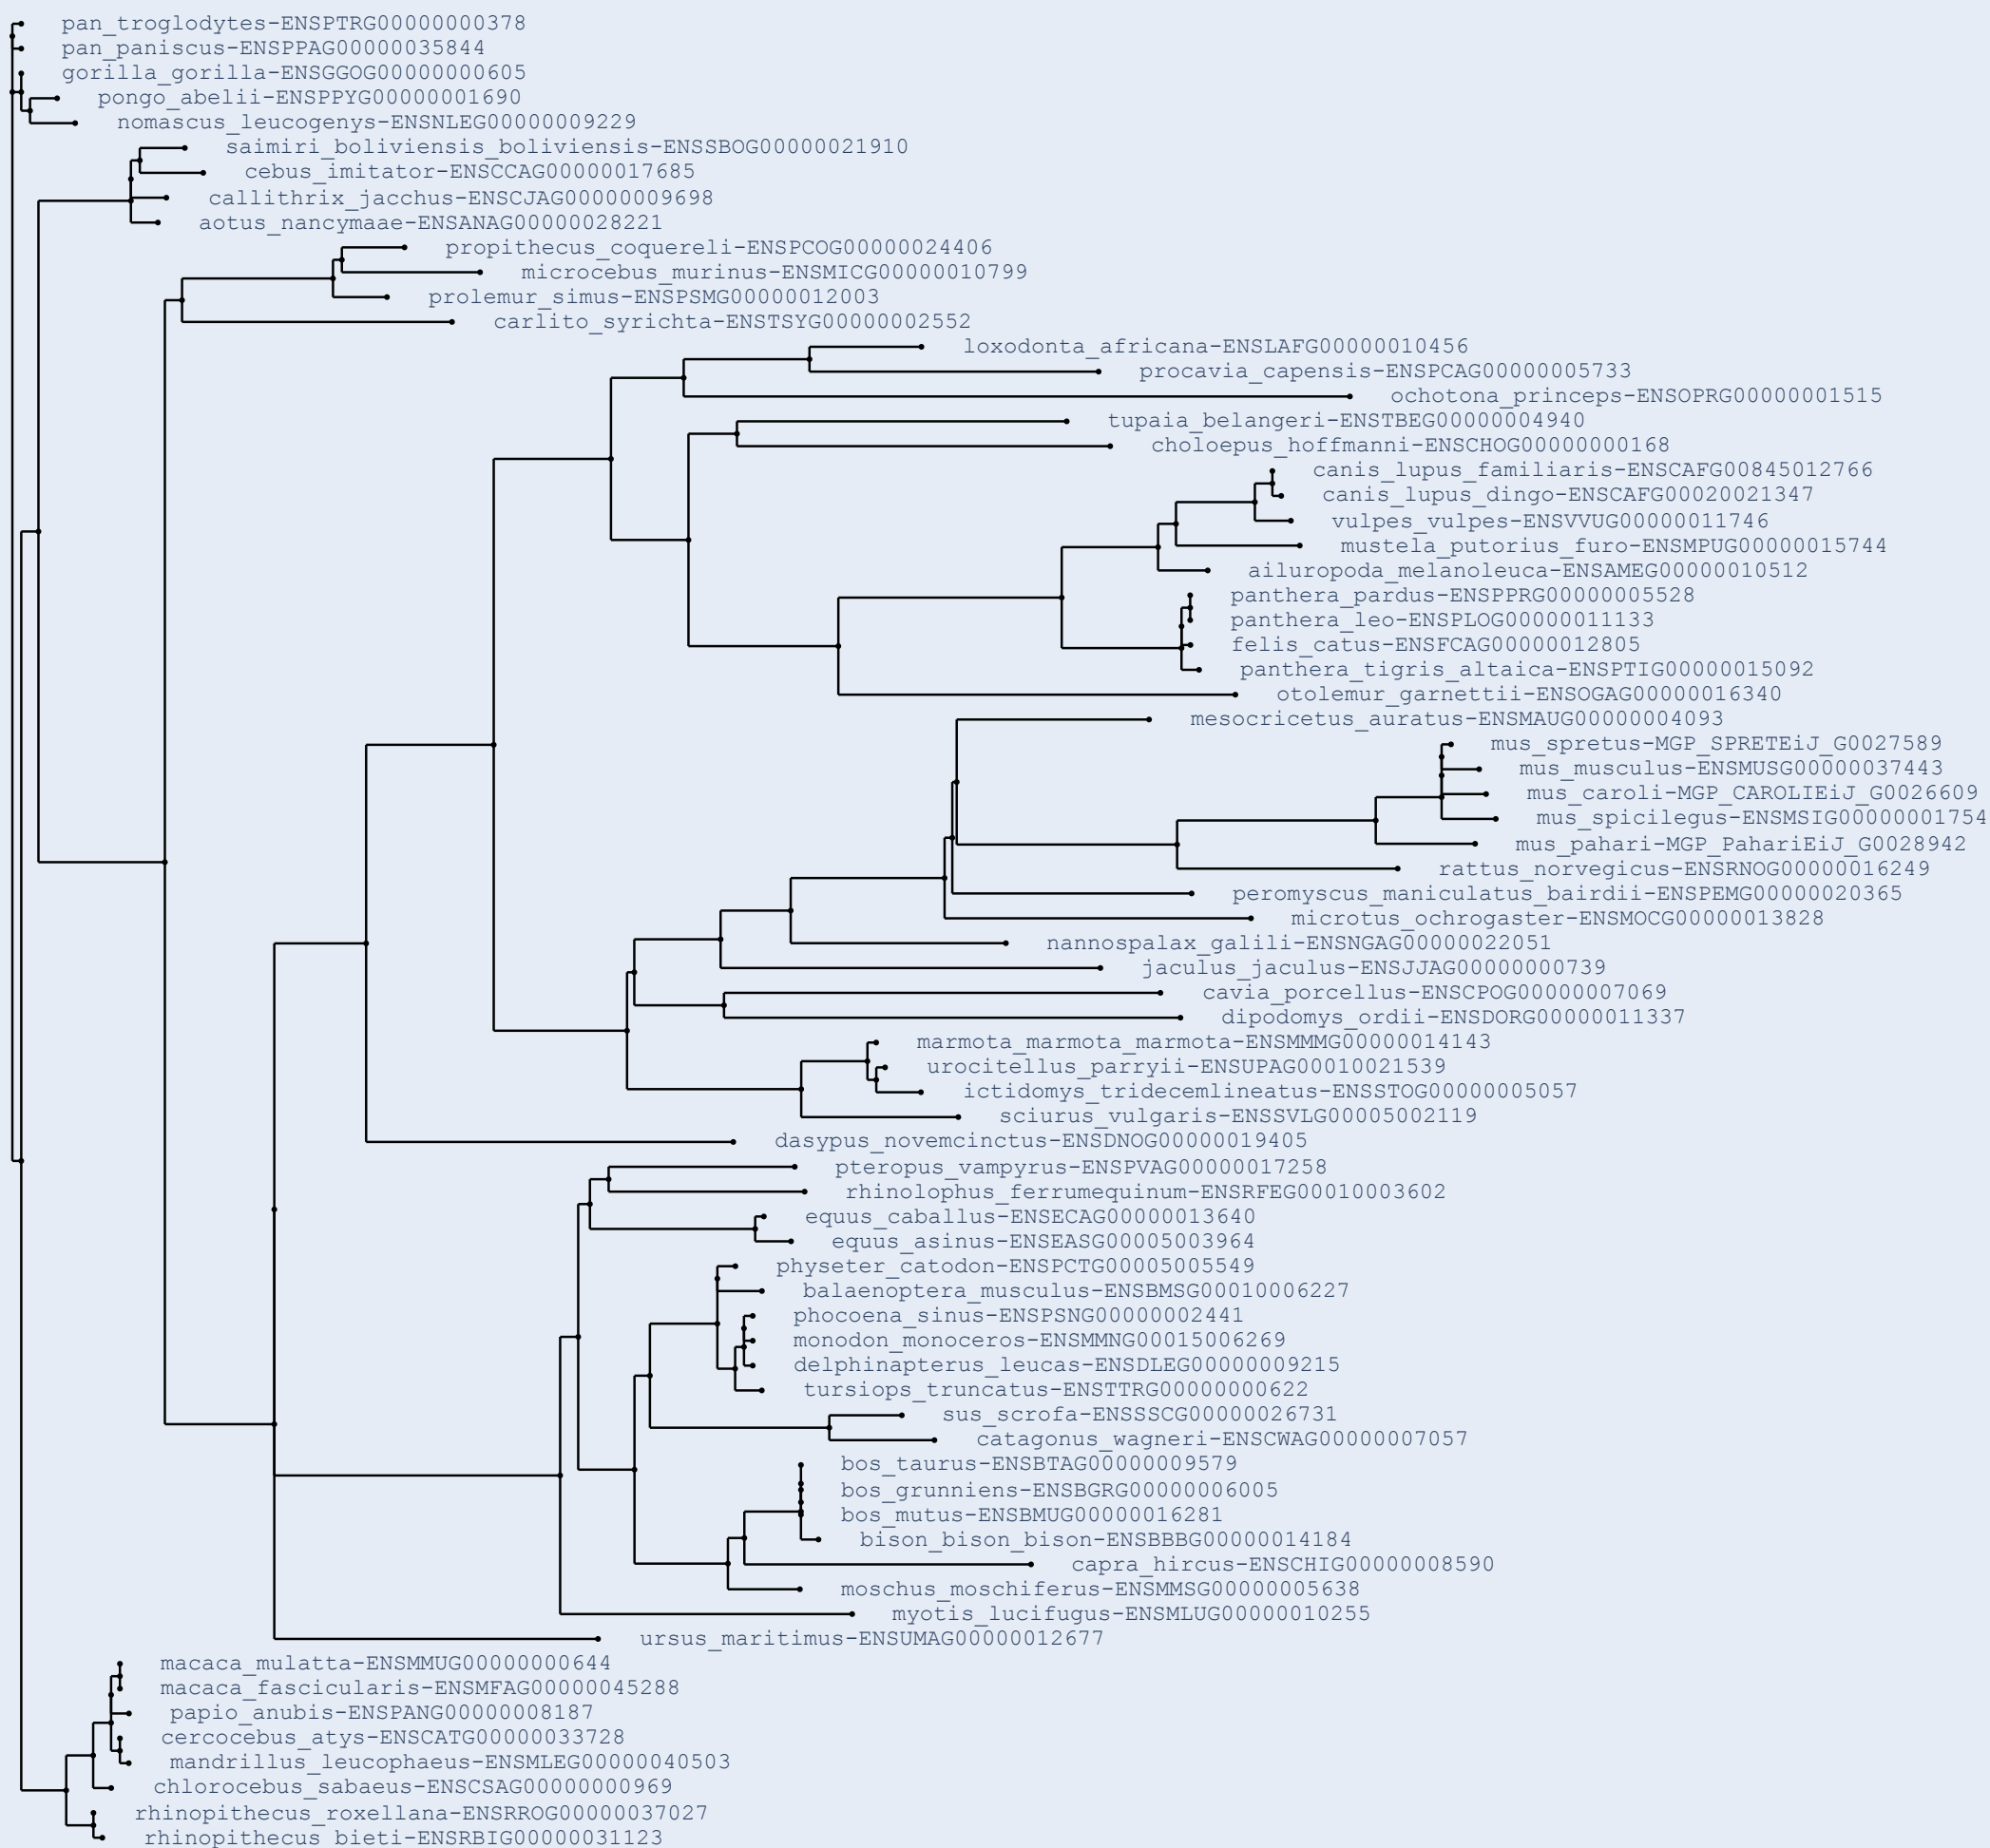 pan_troglodytes-ENSPTRG00000000378
pan_paniscus-ENSPPAG00000035844
gorilla_gorilla-ENSGGOG00000000605
pongo_abelii-ENSPPYG00000001690
nomascus_leucogenys-ENSNLEG00000009229
saimiri_boliviensis_boliviensis-ENSSBOG00000021910
cebus_imitator-ENSCCAG00000017685
callithrix_jacchus-ENSCJAG00000009698
aotus_nancymaae-ENSANAG00000028221
propithecus_coquereli-ENSPCOG00000024406
microcebus_murinus-ENSMICG00000010799
prolemur_simus-ENSPSMG00000012003
carlito_syrichta-ENSTSYG00000002552
loxodonta_africana-ENSLAFG00000010456
procavia_capensis-ENSPCAG00000005733
ochotona_princeps-ENSOPRG00000001515
tupaia_belangeri-ENSTBEG00000004940
choloepus_hoffmanni-ENSCHOG00000000168
canis_lupus_familiaris-ENSCAFG00845012766
canis_lupus_dingo-ENSCAFG00020021347
vulpes_vulpes-ENSVVUG00000011746
mustela_putorius_furo-ENSMPUG00000015744
ailuropoda_melanoleuca-ENSAMEG00000010512
panthera_pardus-ENSPPRG00000005528
panthera_leo-ENSPLOG00000011133
felis_catus-ENSFCAG00000012805
panthera_tigris_altaica-ENSPTIG00000015092
otolemur_garnettii-ENSOGAG00000016340
mesocricetus_auratus-ENSMAUG00000004093
mus_spretus-MGP_SPRETEiJ_G0027589
mus_musculus-ENSMUSG00000037443
mus_caroli-MGP_CAROLIEiJ_G0026609
mus_spicilegus-ENSMSIG00000001754
mus_pahari-MGP_PahariEiJ_G0028942
rattus_norvegicus-ENSRNOG00000016249
peromyscus_maniculatus_bairdii-ENSPEMG00000020365
microtus_ochrogaster-ENSMOCG00000013828
nannospalax_galili-ENSNGAG00000022051
jaculus_jaculus-ENSJJAG00000000739
cavia_porcellus-ENSCPOG00000007069
dipodomys_ordii-ENSDORG00000011337
marmota_marmota_marmota-ENSMMMG00000014143
urocitellus_parryii-ENSUPAG00010021539
ictidomys_tridecemlineatus-ENSSTOG00000005057
sciurus_vulgaris-ENSSVLG00005002119
dasypus_novemcinctus-ENSDNOG00000019405
pteropus_vampyrus-ENSPVAG00000017258
rhinolophus_ferrumequinum-ENSRFEG00010003602
equus_caballus-ENSECAG00000013640
equus_asinus-ENSEASG00005003964
physeter_catodon-ENSPCTG00005005549
balaenoptera_musculus-ENSBMSG00010006227
phocoena_sinus-ENSPSNG00000002441
monodon_monoceros-ENSMMNG00015006269
delphinapterus_leucas-ENSDLEG00000009215
tursiops_truncatus-ENSTTRG00000000622
sus_scrofa-ENSSSCG00000026731
catagonus_wagneri-ENSCWAG00000007057
bos_taurus-ENSBTAG00000009579
bos_grunniens-ENSBGRG00000006005
bos_mutus-ENSBMUG00000016281
bison_bison_bison-ENSBBBG00000014184
capra_hircus-ENSCHIG00000008590
moschus_moschiferus-ENSMMSG00000005638
myotis_lucifugus-ENSMLUG00000010255
ursus_maritimus-ENSUMAG00000012677
macaca_mulatta-ENSMMUG00000000644
macaca_fascicularis-ENSMFAG00000045288
papio_anubis-ENSPANG00000008187
cercocebus_atys-ENSCATG00000033728
mandrillus_leucophaeus-ENSMLEG00000040503
chlorocebus_sabaeus-ENSCSAG00000000969
rhinopithecus_roxellana-ENSRROG00000037027
rhinopithecus_bieti-ENSRBIG00000031123